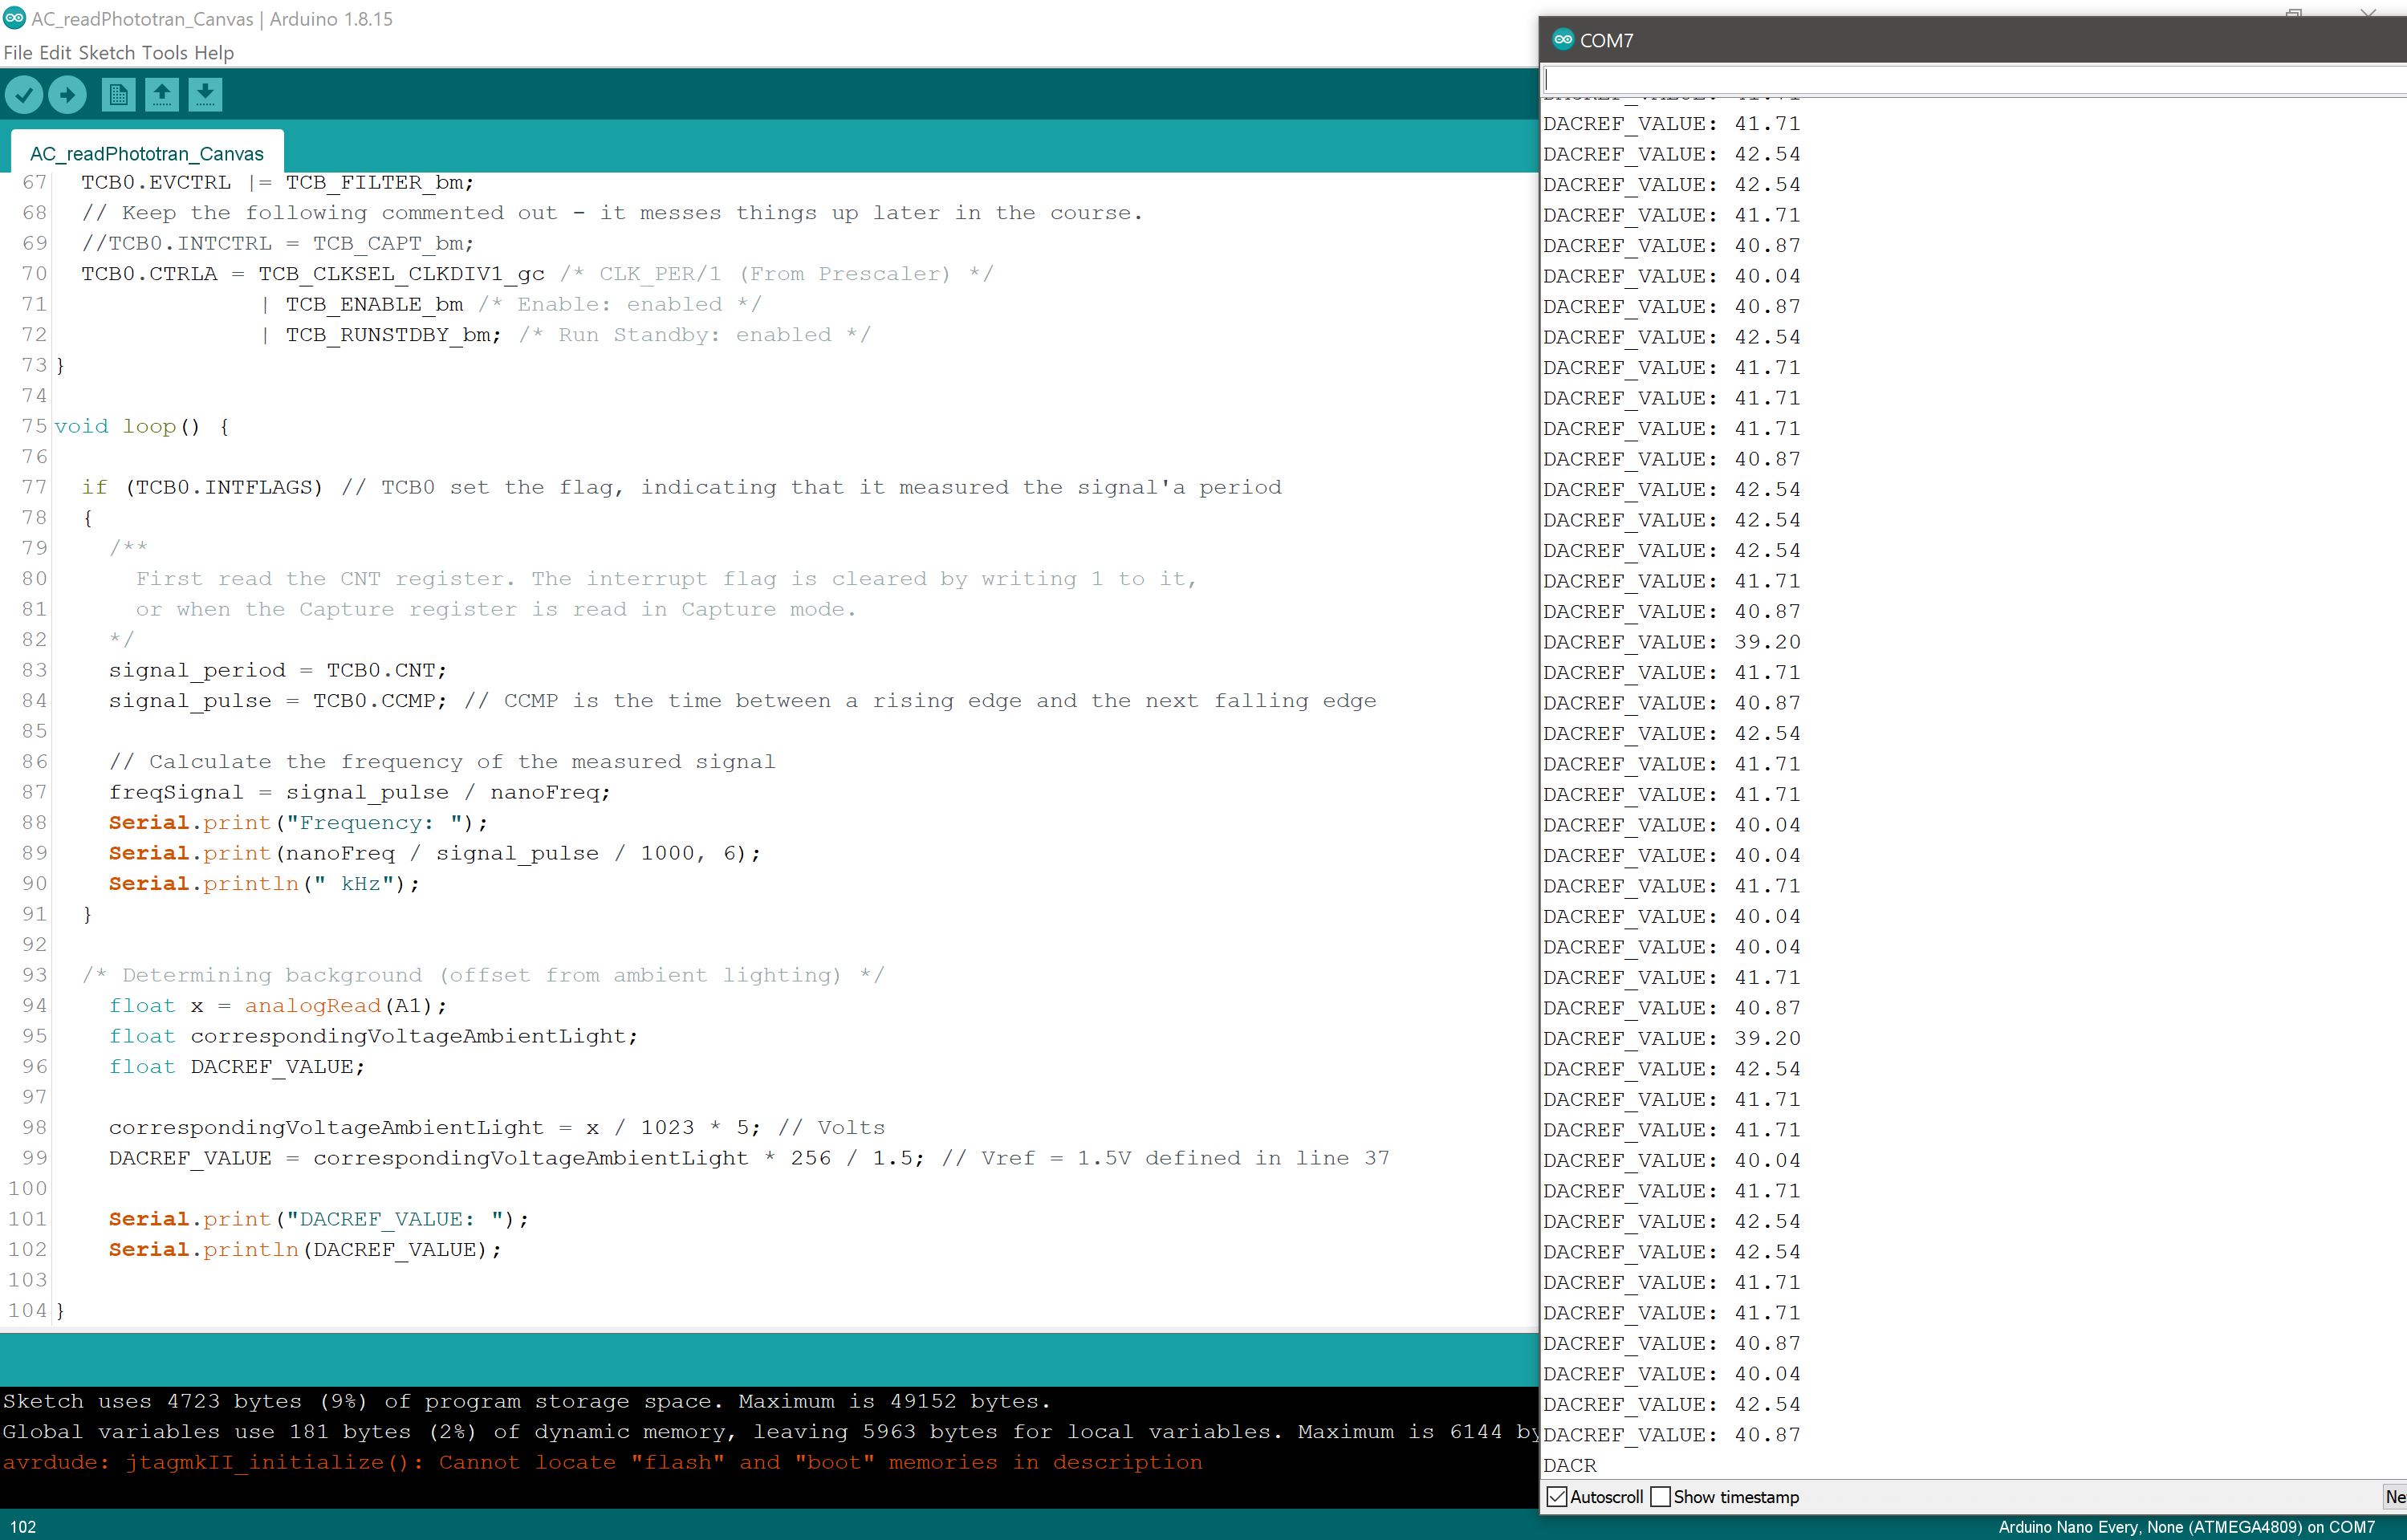 AC_readPhototran_Canvas | Arduino 1.8.15
File Edit Sketch Tools Help
AC_readPhototran_Canvas
67 TCB0.EVCTRL |= TCB_FILTER_bm;
68 // Keep the following commented out - it messes things up later in the course.
69 //TCB0.INTCTRL = TCB_CAPT_bm;
70 TCB0.CTRLA = TCB_CLKSEL_CLKDIV1_gc /* CLK_PER/1 (From Prescaler) */
71 | TCB_ENABLE_bm /* Enable: enabled */
72 | TCB_RUNSTDBY_bm; /* Run Standby: enabled */
73 }
74
75 void loop() {
76
77 if (TCB0.INTFLAGS) // TCB0 set the flag, indicating that it measured the signal'a period
78 {
79 /**
80 First read the CNT register. The interrupt flag is cleared by writing 1 to it,
81 or when the Capture register is read in Capture mode.
82 */
83 signal_period = TCB0.CNT;
84 signal_pulse = TCB0.CCMP; // CCMP is the time between a rising edge and the next falling edge
85
86 // Calculate the frequency of the measured signal
87 freqSignal = signal_pulse / nanoFreq;
88 Serial.print("Frequency: ");
89 Serial.print(nanoFreq / signal_pulse / 1000, 6);
90 Serial.println(" kHz");
91 }
92
93 /* Determining background (offset from ambient lighting) */
94 float x = analogRead(A1);
95 float correspondingVoltageAmbientLight;
96 float DACREF_VALUE;
97
98 correspondingVoltageAmbientLight = x / 1023 * 5; // Volts
99 DACREF_VALUE = correspondingVoltageAmbientLight * 256 / 1.5; // Vref = 1.5V defined in line 37
100
101 Serial.print("DACREF_VALUE: ");
102 Serial.println(DACREF_VALUE);
103
104 }
Sketch uses 4723 bytes (9%) of program storage space. Maximum is 49152 bytes.
Global variables use 181 bytes (2%) of dynamic memory, leaving 5963 bytes for local variables. Maximum is 6144 by
avrdude: jtagmkII_initialize(): Cannot locate "flash" and "boot" memories in description
102
COM7
DACREF_VALUE: 41.71
DACREF_VALUE: 41.71
DACREF_VALUE: 42.54
DACREF_VALUE: 42.54
DACREF_VALUE: 41.71
DACREF_VALUE: 40.87
DACREF_VALUE: 40.04
DACREF_VALUE: 40.87
DACREF_VALUE: 42.54
DACREF_VALUE: 41.71
DACREF_VALUE: 41.71
DACREF_VALUE: 41.71
DACREF_VALUE: 40.87
DACREF_VALUE: 42.54
DACREF_VALUE: 42.54
DACREF_VALUE: 42.54
DACREF_VALUE: 41.71
DACREF_VALUE: 40.87
DACREF_VALUE: 39.20
DACREF_VALUE: 41.71
DACREF_VALUE: 40.87
DACREF_VALUE: 42.54
DACREF_VALUE: 41.71
DACREF_VALUE: 41.71
DACREF_VALUE: 40.04
DACREF_VALUE: 40.04
DACREF_VALUE: 41.71
DACREF_VALUE: 40.04
DACREF_VALUE: 40.04
DACREF_VALUE: 41.71
DACREF_VALUE: 40.87
DACREF_VALUE: 39.20
DACREF_VALUE: 42.54
DACREF_VALUE: 41.71
DACREF_VALUE: 41.71
DACREF_VALUE: 40.04
DACREF_VALUE: 41.71
DACREF_VALUE: 42.54
DACREF_VALUE: 42.54
DACREF_VALUE: 41.71
DACREF_VALUE: 41.71
DACREF_VALUE: 40.87
DACREF_VALUE: 40.04
DACREF_VALUE: 42.54
DACREF_VALUE: 40.87
DACR
Autoscroll Show timestamp
Ne
Arduino Nano Every, None (ATMEGA4809) on COM7